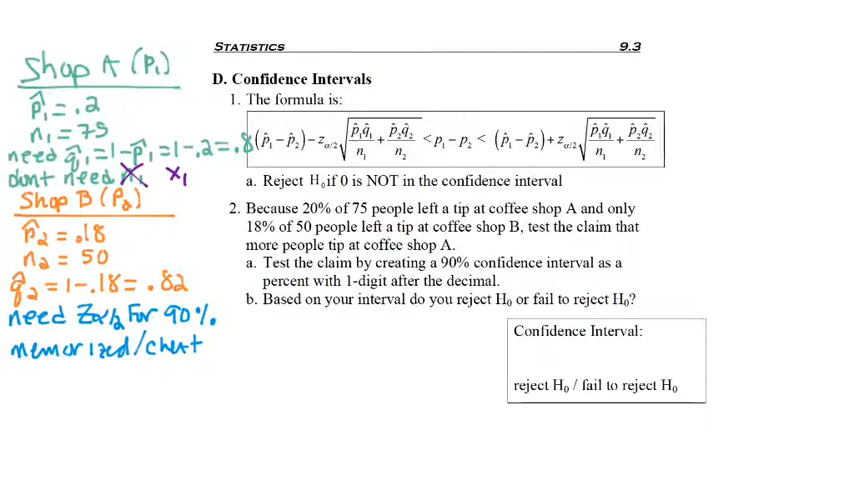 STATISTICS 9.3
Shop A (p₁)
p̂₁ = .2
n₁ = 75
need q̂₁ = 1 - p̂₁ = 1 - .2 = .8
dont need x₁
Shop B (P₂)
p̂₂ = .18
n₂ = 50
q̂₂ = 1 - .18 = .82
need Zα/₂ For 90%
memorized/chart
D. Confidence Intervals
1. The formula is:
(p̂₁ − p̂₂) − z_{α/2} √(p̂₁q̂₁/n₁ + p̂₂q̂₂/n₂) < p₁ − p₂ < (p̂₁ − p̂₂) + z_{α/2} √(p̂₁q̂₁/n₁ + p̂₂q̂₂/n₂)
a. Reject H₀ if 0 is NOT in the confidence interval
2. Because 20% of 75 people left a tip at coffee shop A and only
18% of 50 people left a tip at coffee shop B, test the claim that
more people tip at coffee shop A.
a. Test the claim by creating a 90% confidence interval as a
percent with 1-digit after the decimal.
b. Based on your interval do you reject H₀ or fail to reject H₀?
Confidence Interval:
reject H₀ / fail to reject H₀